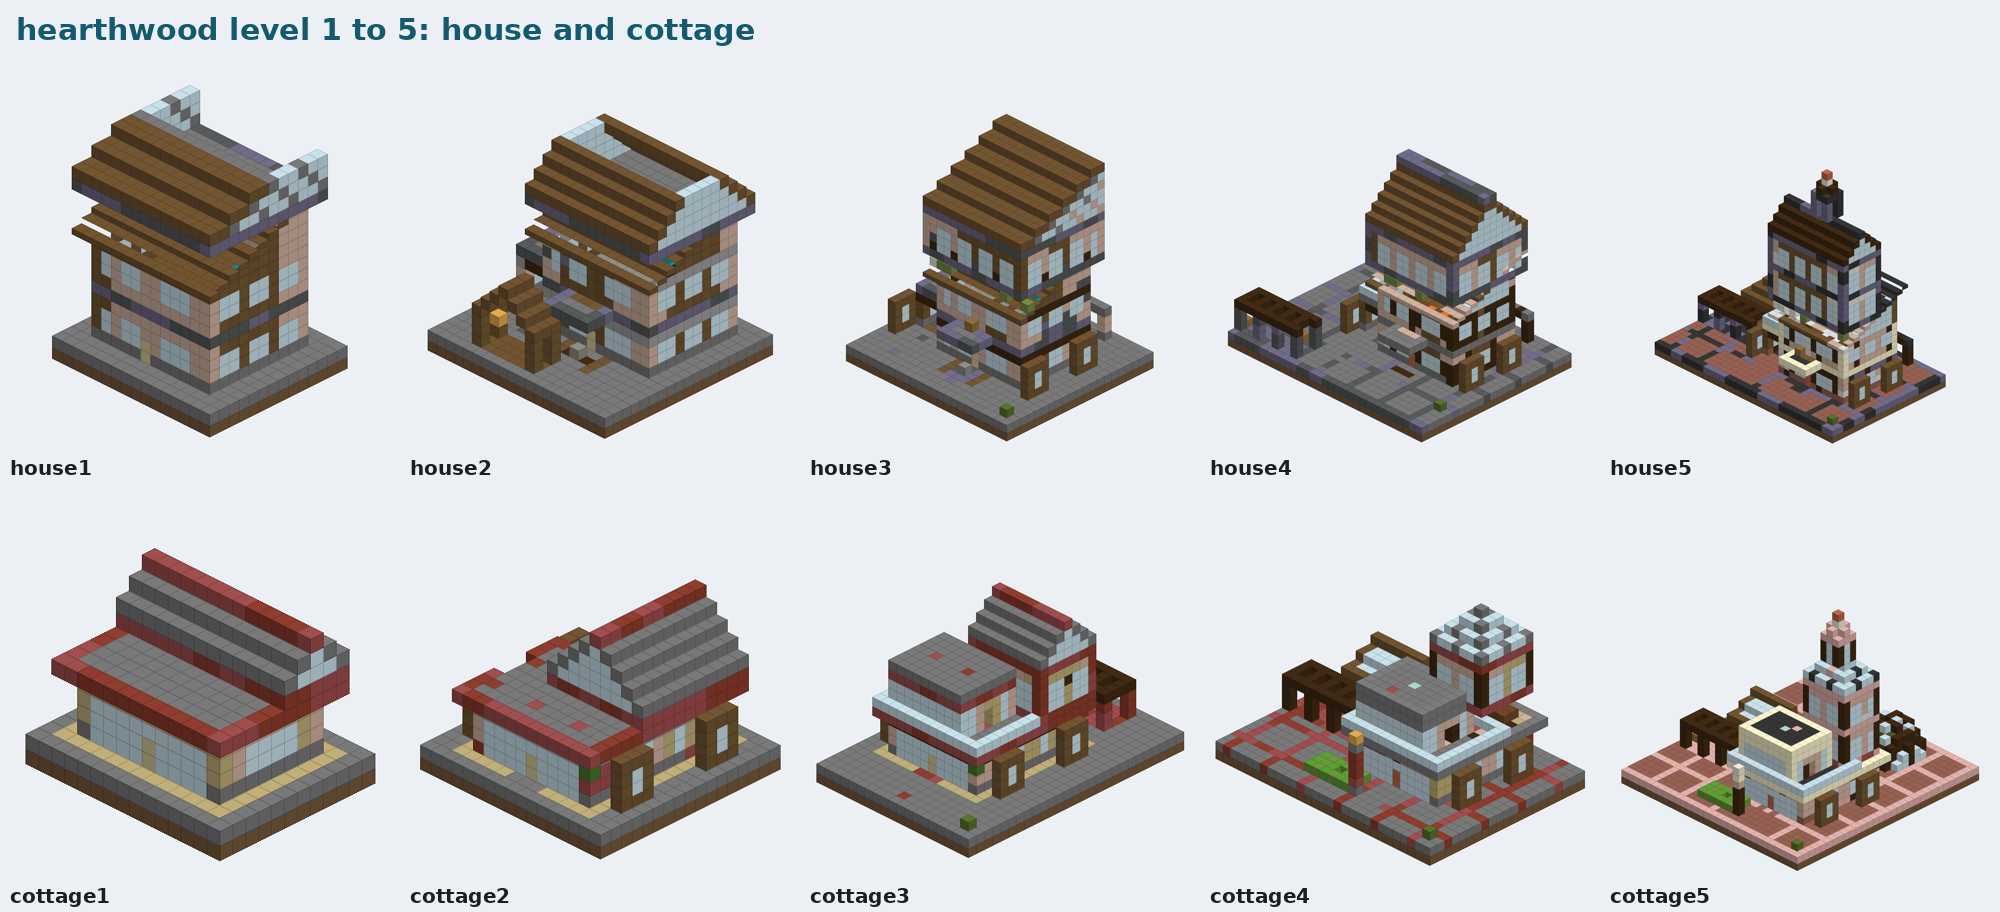 hearthwood level 1 to 5: house and cottage
house1
house2
house3
house4
house5
cottage1
cottage2
cottage3
cottage4
cottage5